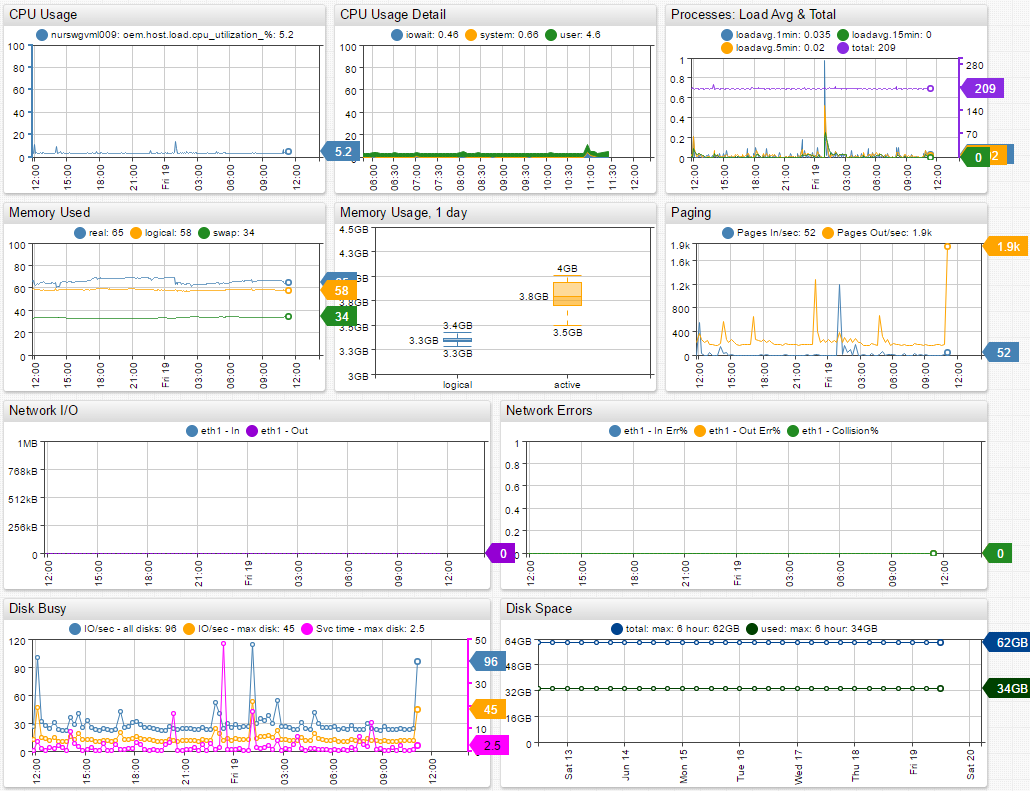 CPU Usage
nurswgvml009: oem.host.load.cpu_utilization_%: 5.2
100
80
60
40
20
0
5.2
12:00 15:00 18:00 21:00 Fri 19 03:00 06:00 09:00 12:00
CPU Usage Detail
iowait: 0.46 system: 0.66 user: 4.6
100
80
60
40
20
0
06:00 06:30 07:00 07:30 08:00 08:30 09:00 09:30 10:00 10:30 11:00 11:30 12:00
Processes: Load Avg & Total
loadavg.1min: 0.035 loadavg.15min: 0
loadavg.5min: 0.02 total: 209
1
0.8
0.6
0.4
0.2
0
280
209
140
70
0
2
12:00 15:00 18:00 21:00 Fri 19 03:00 06:00 09:00 12:00
Memory Used
real: 65 logical: 58 swap: 34
100
80
60
40
20
0
58
34
12:00 15:00 18:00 21:00 Fri 19 03:00 06:00 09:00 12:00
Memory Usage, 1 day
4.5GB
4.3GB
3.8GB
3.5GB
3.3GB
3GB
3.4GB
3.3GB
3.3GB
4GB
3.8GB
3.5GB
logical active
Paging
Pages In/sec: 52 Pages Out/sec: 1.9k
1.9k
1.6k
1.2k
800
400
0
1.9k
52
12:00 15:00 18:00 21:00 Fri 19 03:00 06:00 09:00 12:00
Network I/O
eth1 - In eth1 - Out
1MB
768kB
512kB
256kB
0
0
12:00 15:00 18:00 21:00 Fri 19 03:00 06:00 09:00 12:00
Network Errors
eth1 - In Err% eth1 - Out Err% eth1 - Collision%
1
0.8
0.6
0.4
0.2
0
0
12:00 15:00 18:00 21:00 Fri 19 03:00 06:00 09:00 12:00
Disk Busy
IO/sec - all disks: 96 IO/sec - max disk: 45 Svc time - max disk: 2.5
120
90
60
30
0
50
30
10
96
45
2.5
12:00 15:00 18:00 21:00 Fri 19 03:00 06:00 09:00 12:00
Disk Space
total: max: 6 hour: 62GB used: max: 6 hour: 34GB
64GB
48GB
32GB
16GB
0
62GB
34GB
Sat 13 Jun 14 Mon 15 Tue 16 Wed 17 Thu 18 Fri 19 Sat 20